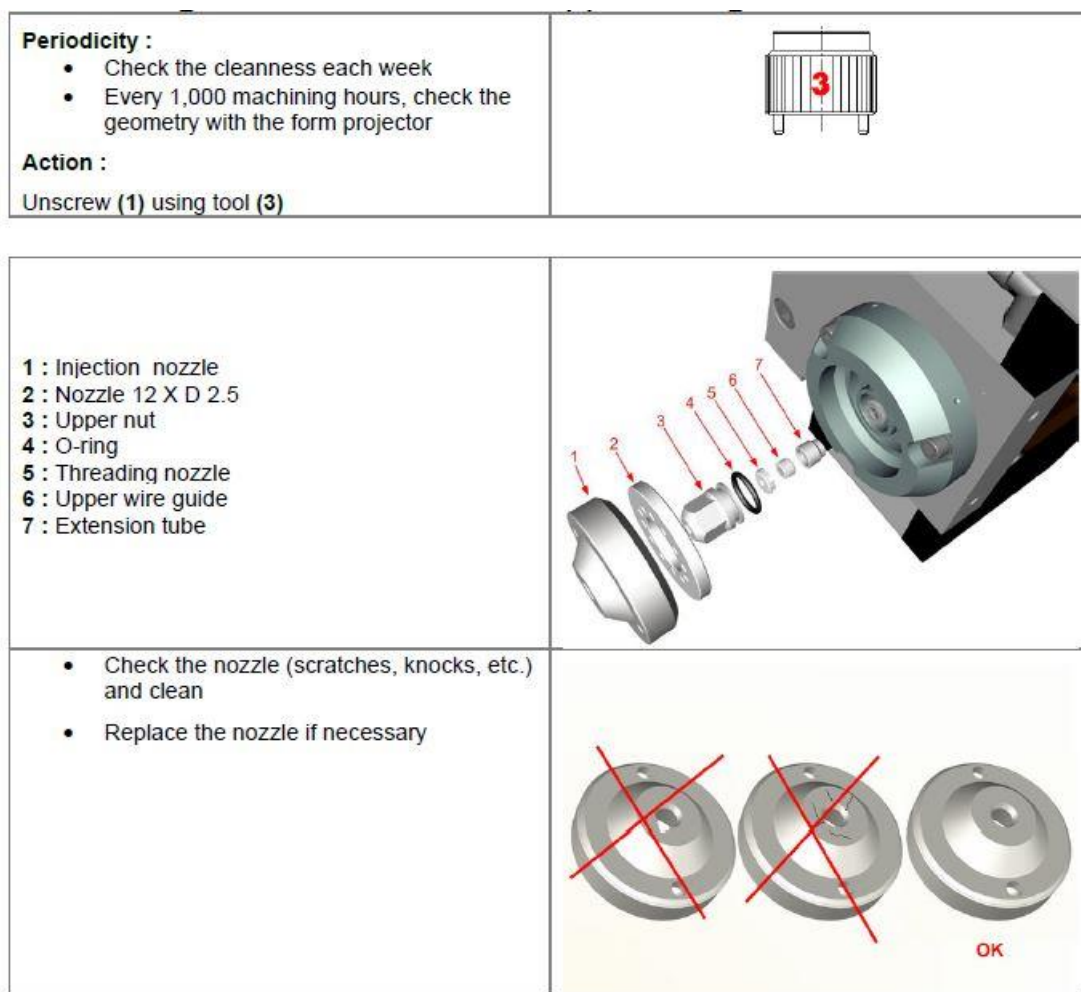 Periodicity :
• Check the cleanness each week
• Every 1,000 machining hours, check the
geometry with the form projector
Action :
Unscrew (1) using tool (3)
3
1 : Injection nozzle
2 : Nozzle 12 X D 2.5
3 : Upper nut
4 : O-ring
5 : Threading nozzle
6 : Upper wire guide
7 : Extension tube
7
6
5
4
3
2
1
• Check the nozzle (scratches, knocks, etc.)
and clean
• Replace the nozzle if necessary
OK